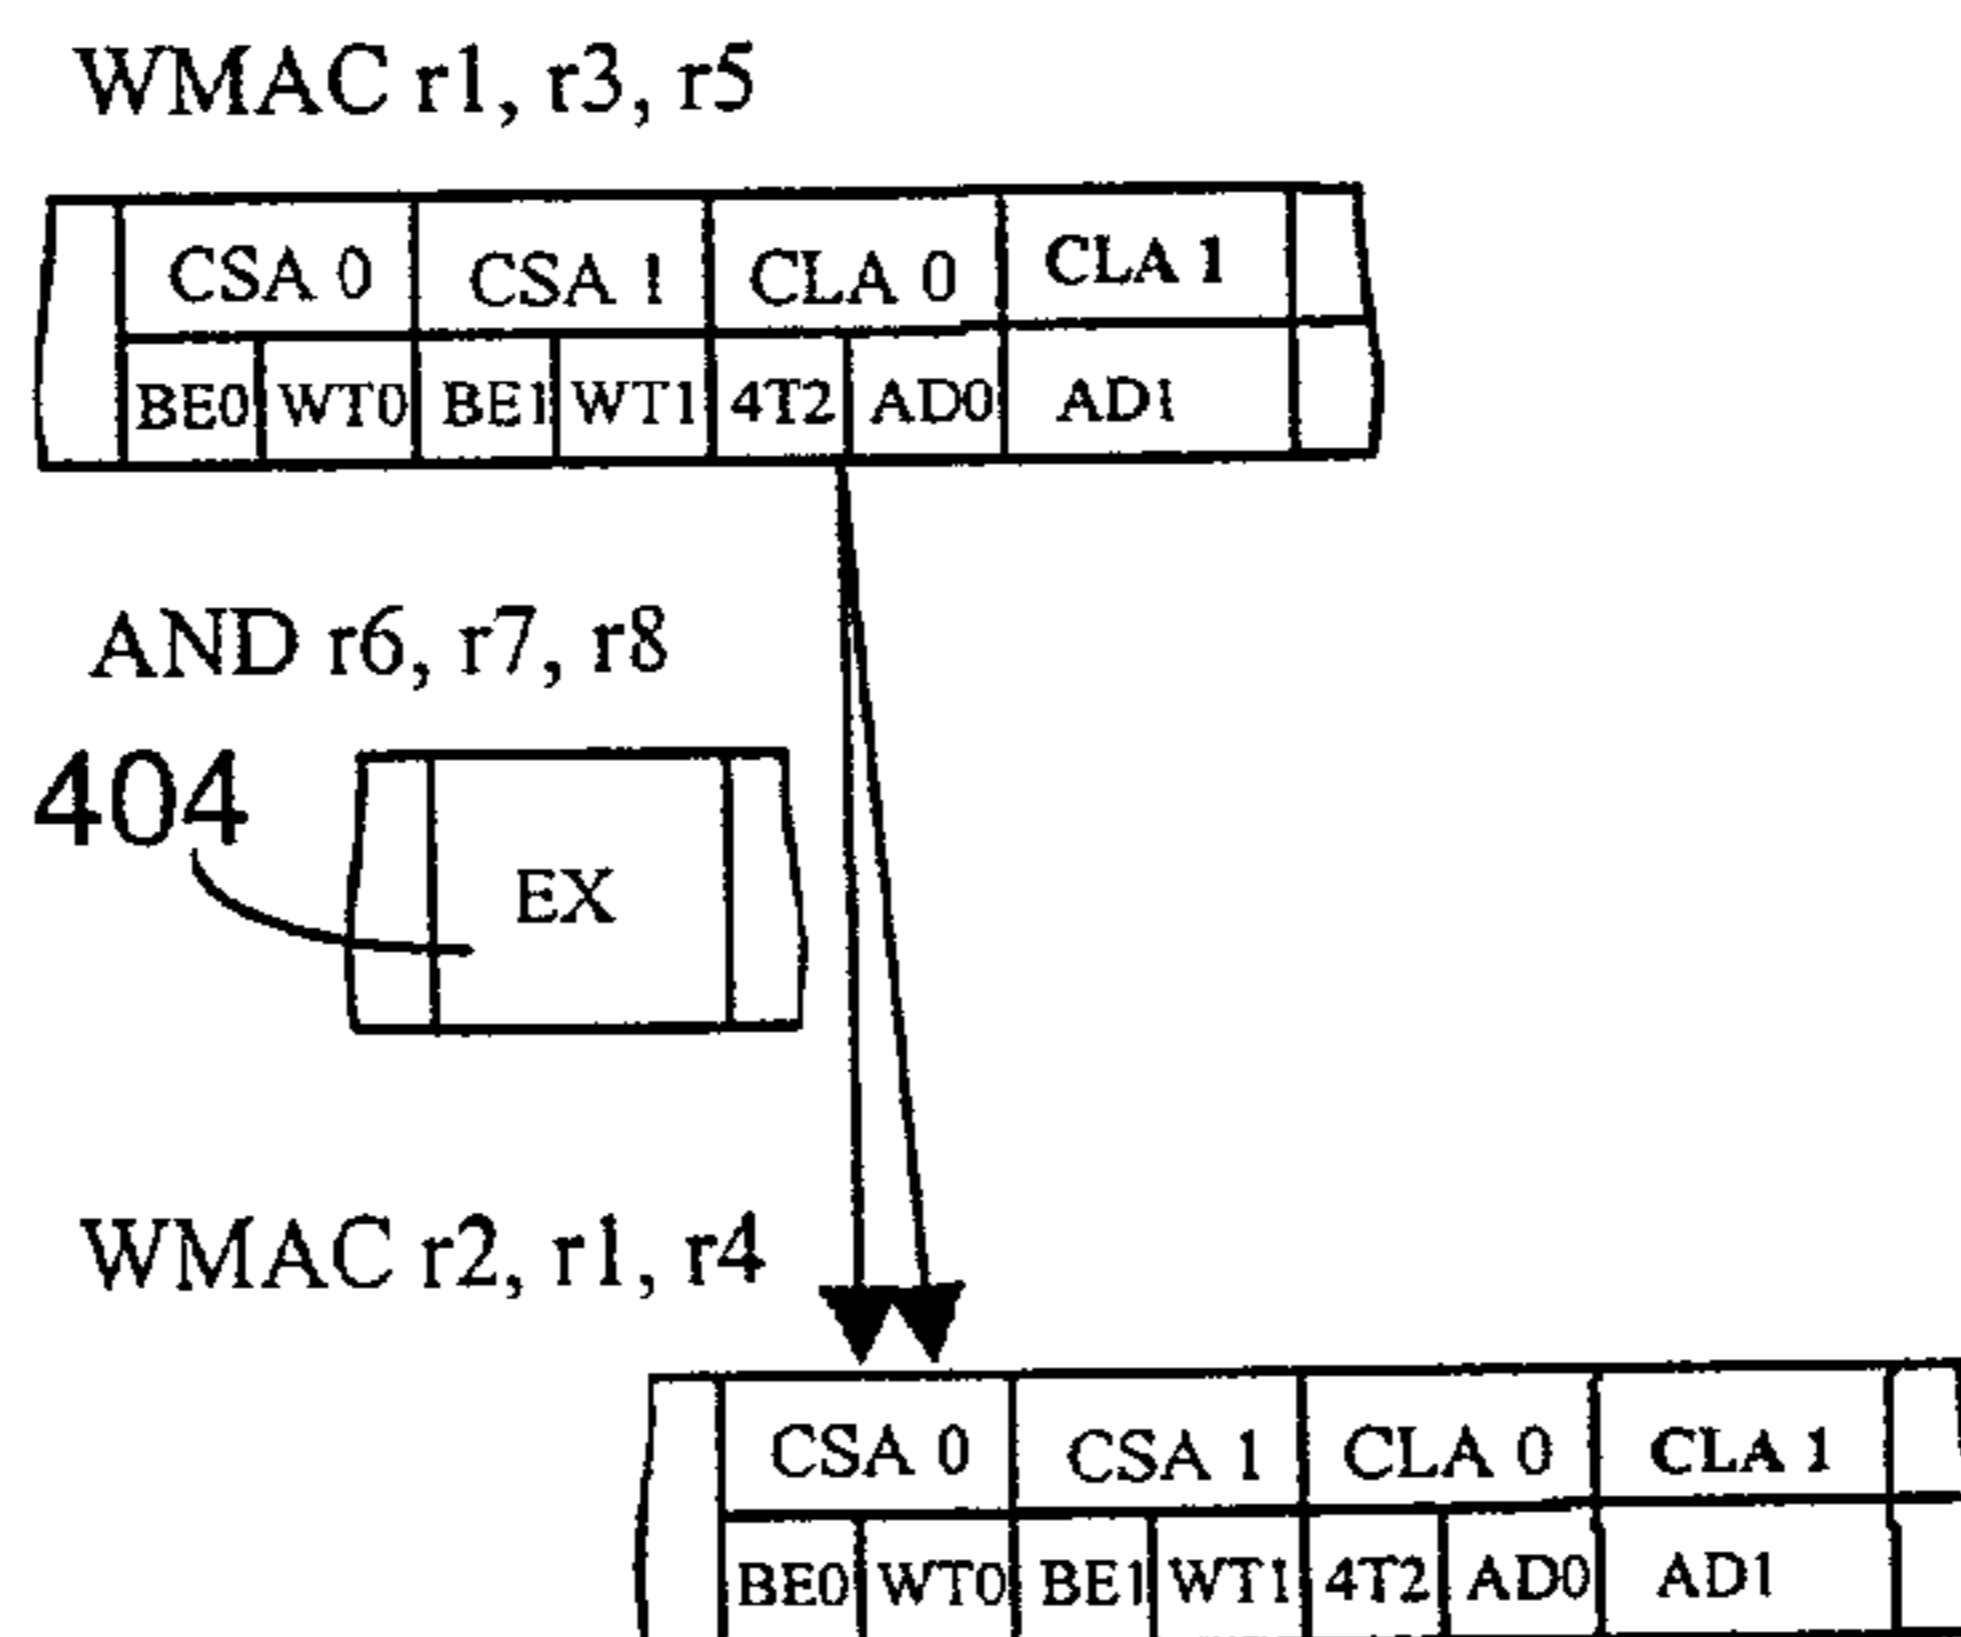 WMAC r1, r3, r5
CSA 0 CSA 1 CLA 0 CLA 1
BE0 WT0 BE1 WT1 4T2 AD0 AD1
AND r6, r7, r8
404
EX
WMAC r2, r1, r4
CSA 0 CSA 1 CLA 0 CLA 1
BE0 WT0 BE1 WT1 4T2 AD0 AD1